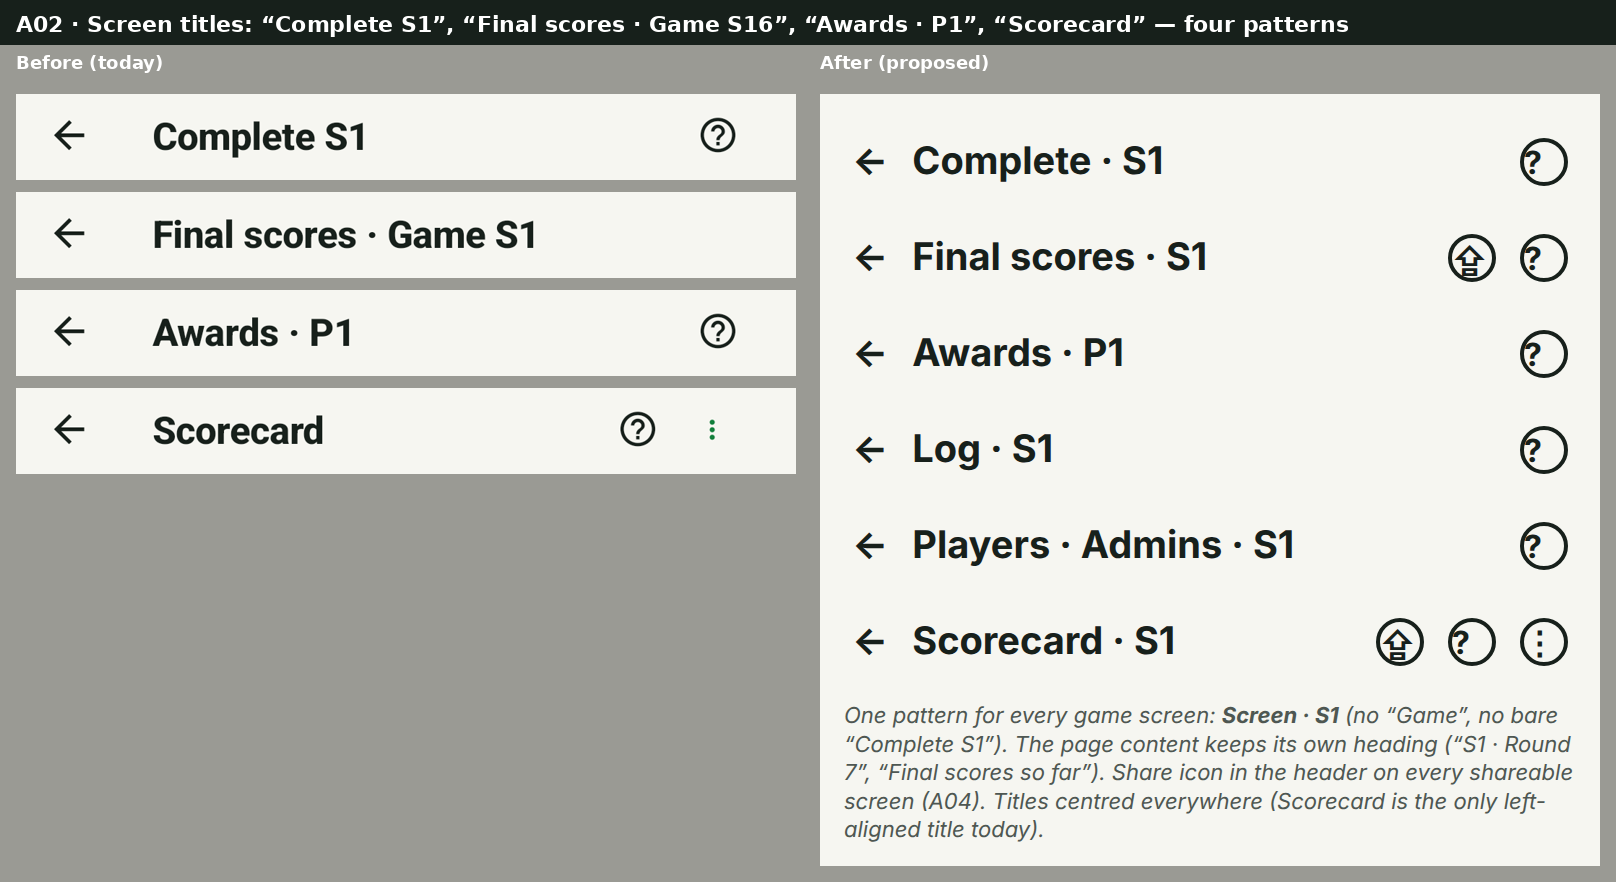 A02 · Screen titles: “Complete S1”, “Final scores · Game S16”, “Awards · P1”, “Scorecard” — four patterns
Before (today)
Complete S1
?
Final scores · Game S1
Awards · P1
?
Scorecard
?
After (proposed)
Complete · S1
?
Final scores · S1
?
Awards · P1
?
Log · S1
?
Players · Admins · S1
?
Scorecard · S1
?
One pattern for every game screen: Screen · S1 (no “Game”, no bare
“Complete S1”). The page content keeps its own heading (“S1 · Round
7”, “Final scores so far”). Share icon in the header on every shareable
screen (A04). Titles centred everywhere (Scorecard is the only left-
aligned title today).